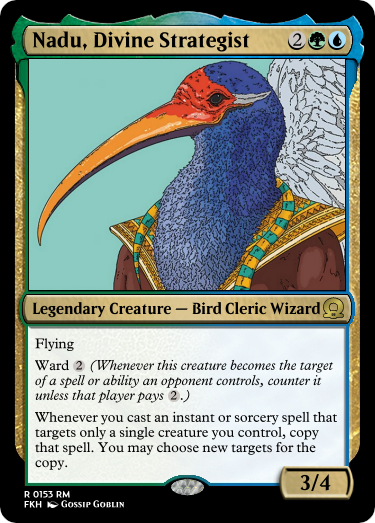 Nadu, Divine Strategist 2
Legendary Creature — Bird Cleric Wizard
Flying
Ward 2 (Whenever this creature becomes the target
of a spell or ability an opponent controls, counter it
unless that player pays 2.)
Whenever you cast an instant or sorcery spell that
targets only a single creature you control, copy
that spell. You may choose new targets for the
copy.
3/4
R 0153 RM
FKH Gossip Goblin